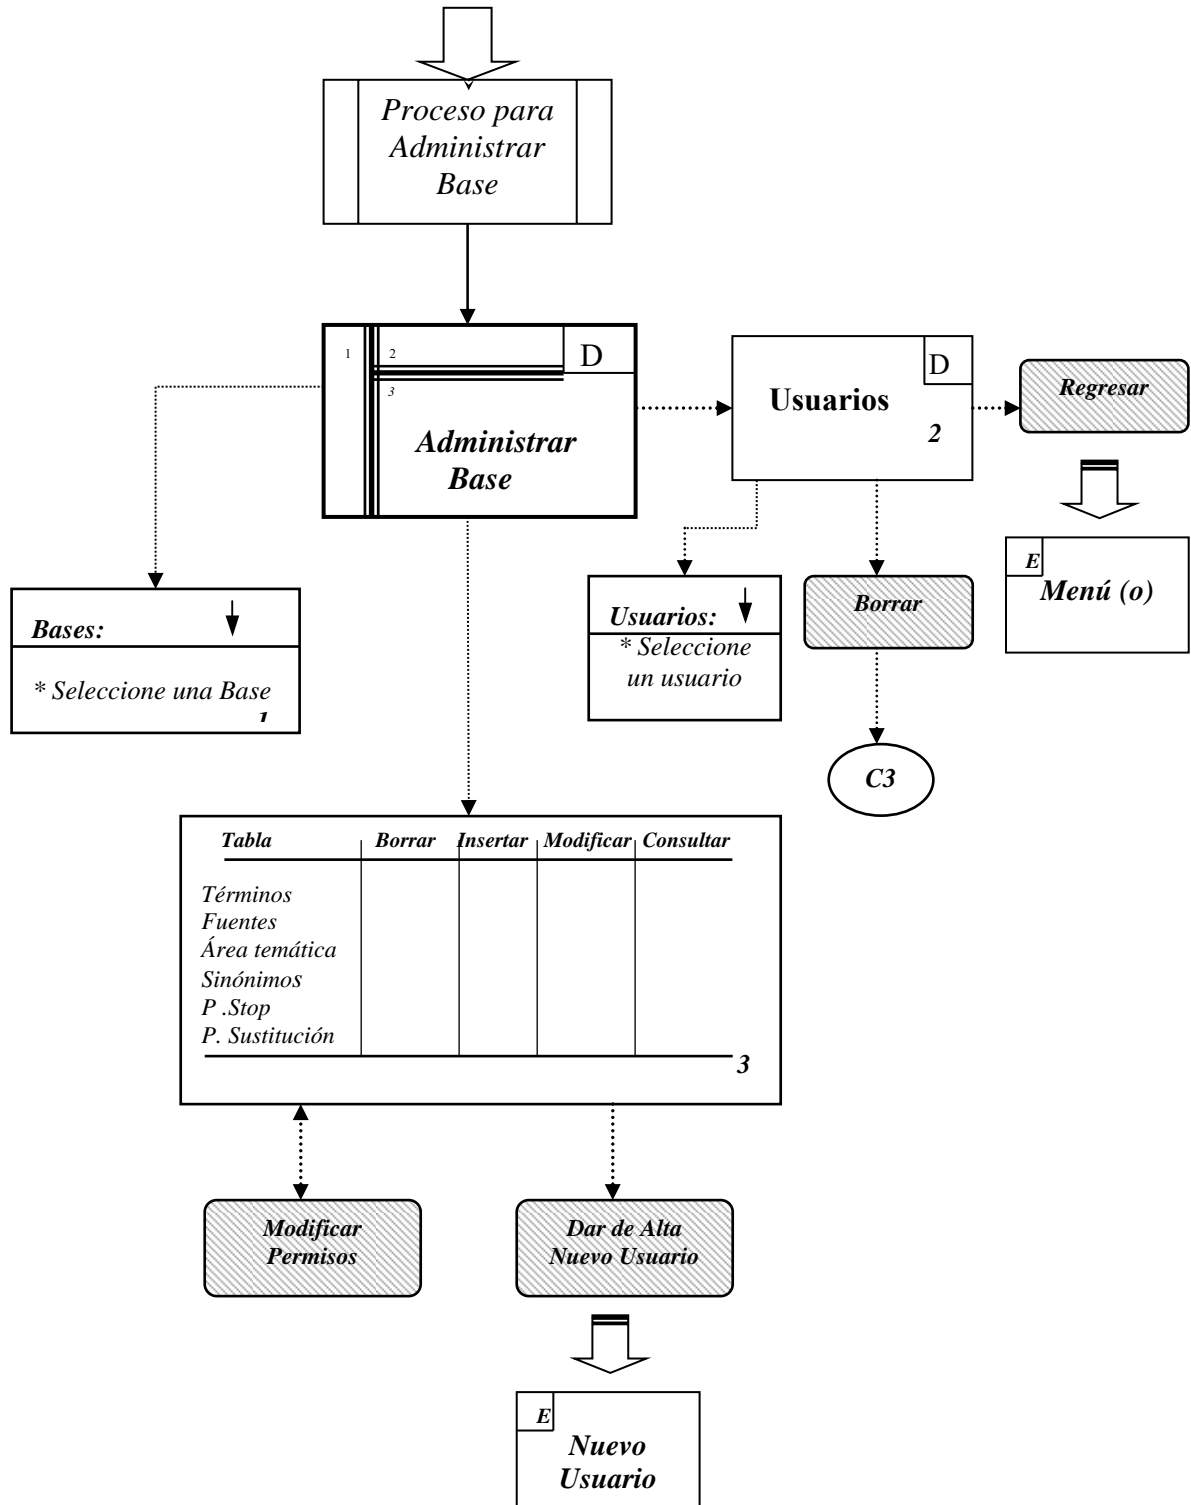 Proceso para
Administrar
Base
1
2
D
3
Administrar
Base
D
Usuarios
2
Regresar
E
Menú (o)
Bases:
* Seleccione una Base
1
Usuarios:
* Seleccione
un usuario
Borrar
C3
Tabla Borrar Insertar Modificar Consultar
Términos
Fuentes
Área temática
Sinónimos
P .Stop
P. Sustitución
3
Modificar
Permisos
Dar de Alta
Nuevo Usuario
E
Nuevo
Usuario